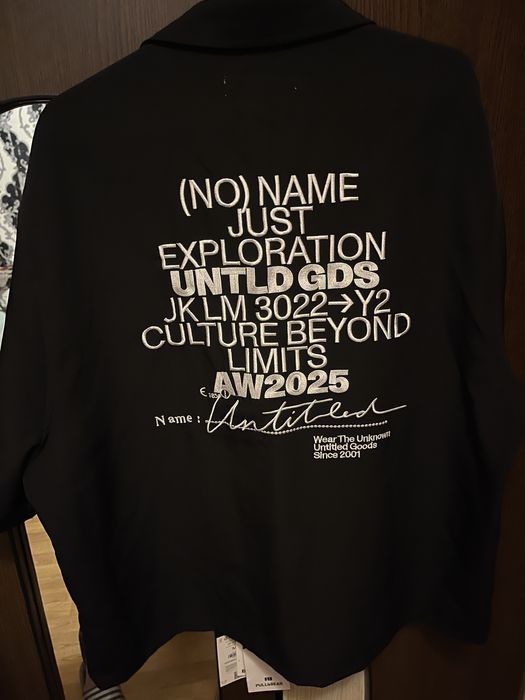 (NO) NAME
JUST
EXPLORATION
UNTLD GDS
JK LM 3022→Y2
CULTURE BEYOND
LIMITS
AW2025
Name : Untitled
Wear The Unknown
Untitled Goods
Since 2001
PULL&BEAR